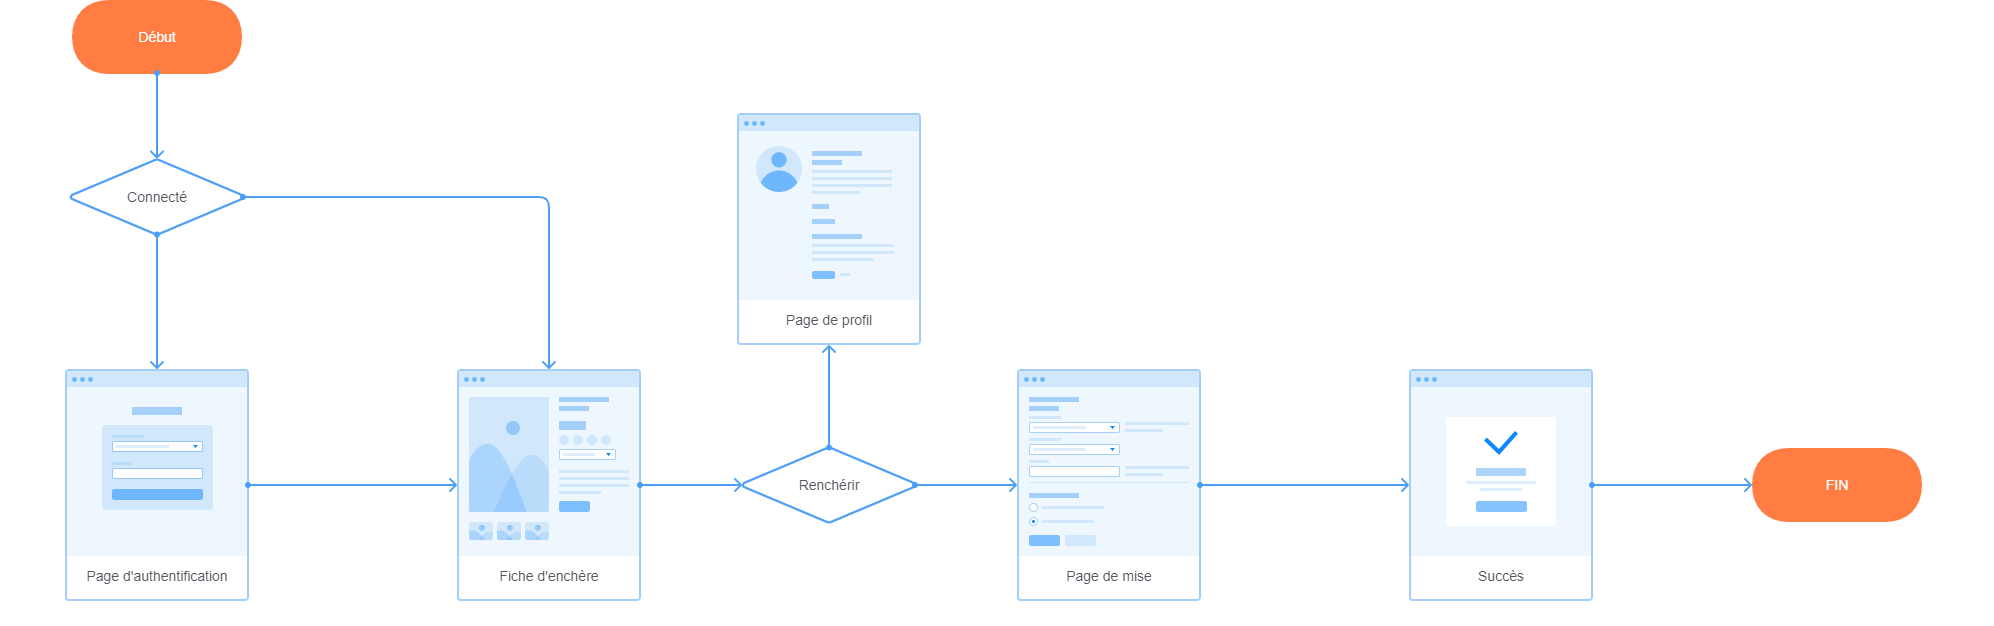 Début
Connecté
Page de profil
Renchérir
FIN
Page d'authentification
Fiche d'enchère
Page de mise
Succès